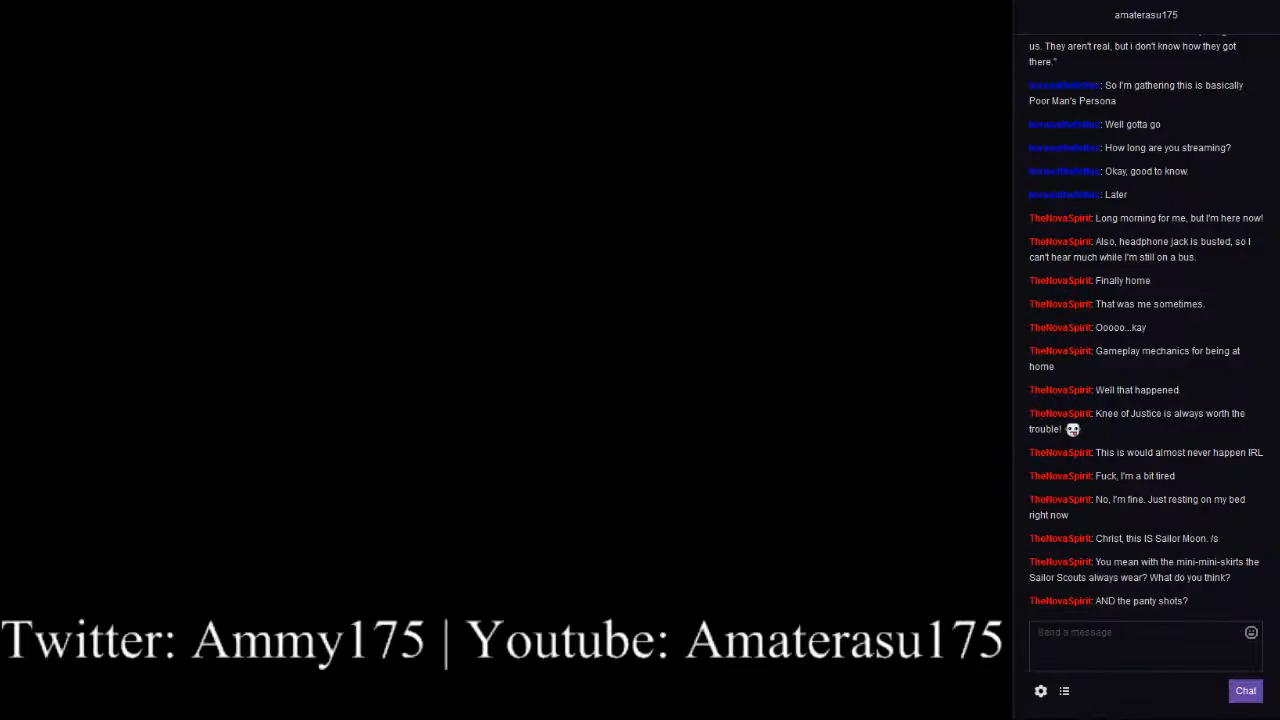 amaterasu175
us. They aren't real, but i don't know how they got
there."
: So I'm gathering this is basically
Poor Man's Persona
: Well gotta go
: How long are you streaming?
: Okay, good to know.
: Later
TheNovaSpirit: Long morning for me, but I'm here now!
TheNovaSpirit: Also, headphone jack is busted, so I
can't hear much while I'm still on a bus.
TheNovaSpirit: Finally home
TheNovaSpirit: That was me sometimes.
TheNovaSpirit: Ooooo...kay
TheNovaSpirit: Gameplay mechanics for being at
home
TheNovaSpirit: Well that happened.
TheNovaSpirit: Knee of Justice is always worth the
trouble!
TheNovaSpirit: This is would almost never happen IRL
TheNovaSpirit: Fuck, I'm a bit tired
TheNovaSpirit: No, I'm fine. Just resting on my bed
right now
TheNovaSpirit: Christ, this IS Sailor Moon. /s
TheNovaSpirit: You mean with the mini-mini-skirts the
Sailor Scouts always wear? What do you think?
TheNovaSpirit: AND the panty shots?
Send a message
Chat
Twitter: Ammy175 | Youtube: Amaterasu175